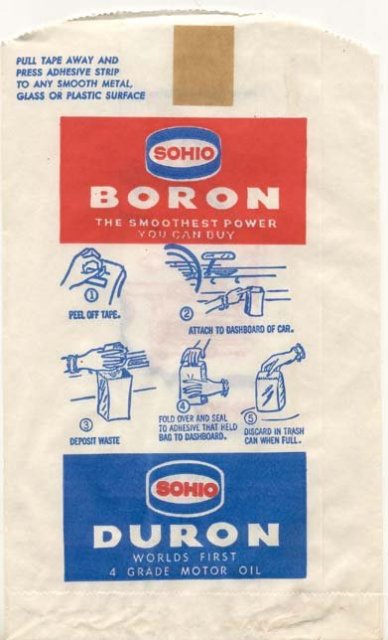 PULL TAPE AWAY AND
PRESS ADHESIVE STRIP
TO ANY SMOOTH METAL,
GLASS OR PLASTIC SURFACE
SOHIO
BORON
THE SMOOTHEST POWER
YOU CAN BUY
1
PEEL OFF TAPE.
2
ATTACH TO DASHBOARD OF CAR.
3
DEPOSIT WASTE
4
FOLD OVER AND SEAL
TO ADHESIVE THAT HELD
BAG TO DASHBOARD.
5
DISCARD IN TRASH
CAN WHEN FULL.
SOHIO
DURON
WORLDS FIRST
4 GRADE MOTOR OIL